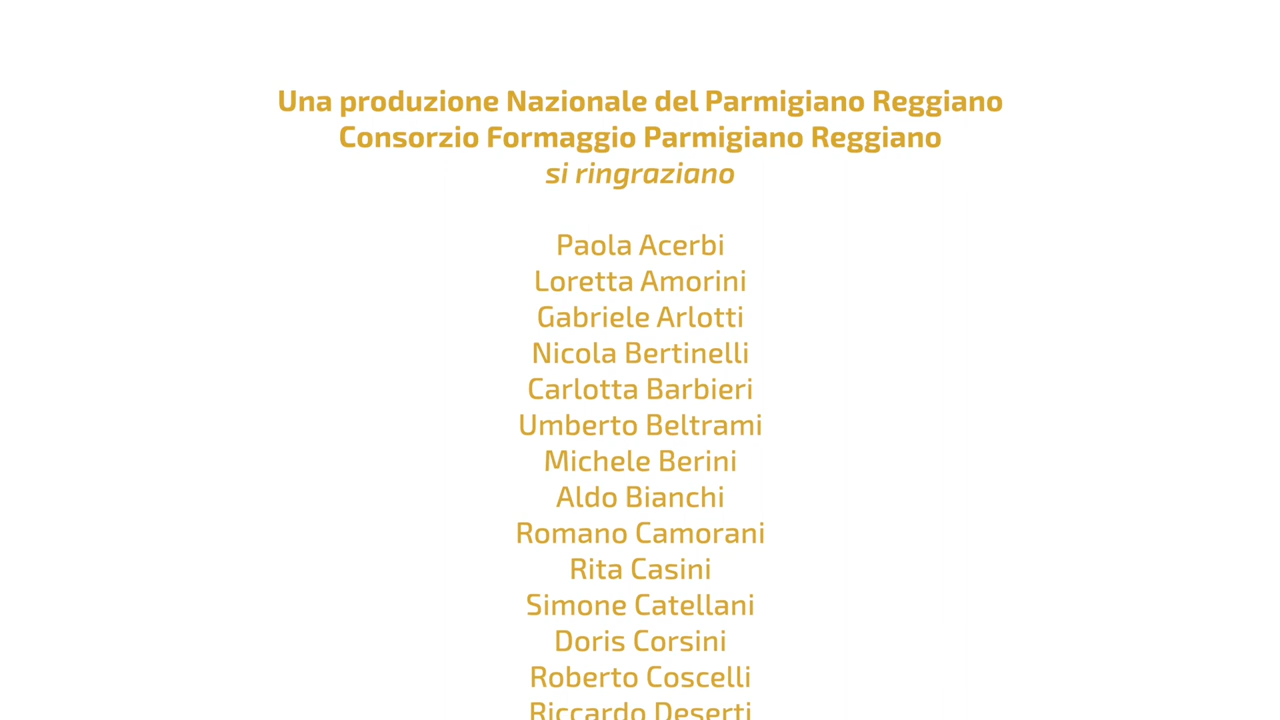 Una produzione Nazionale del Parmigiano Reggiano
Consorzio Formaggio Parmigiano Reggiano
si ringraziano
Paola Acerbi
Loretta Amorini
Gabriele Arlotti
Nicola Bertinelli
Carlotta Barbieri
Umberto Beltrami
Michele Berini
Aldo Bianchi
Romano Camorani
Rita Casini
Simone Catellani
Doris Corsini
Roberto Coscelli
Riccardo Deserti